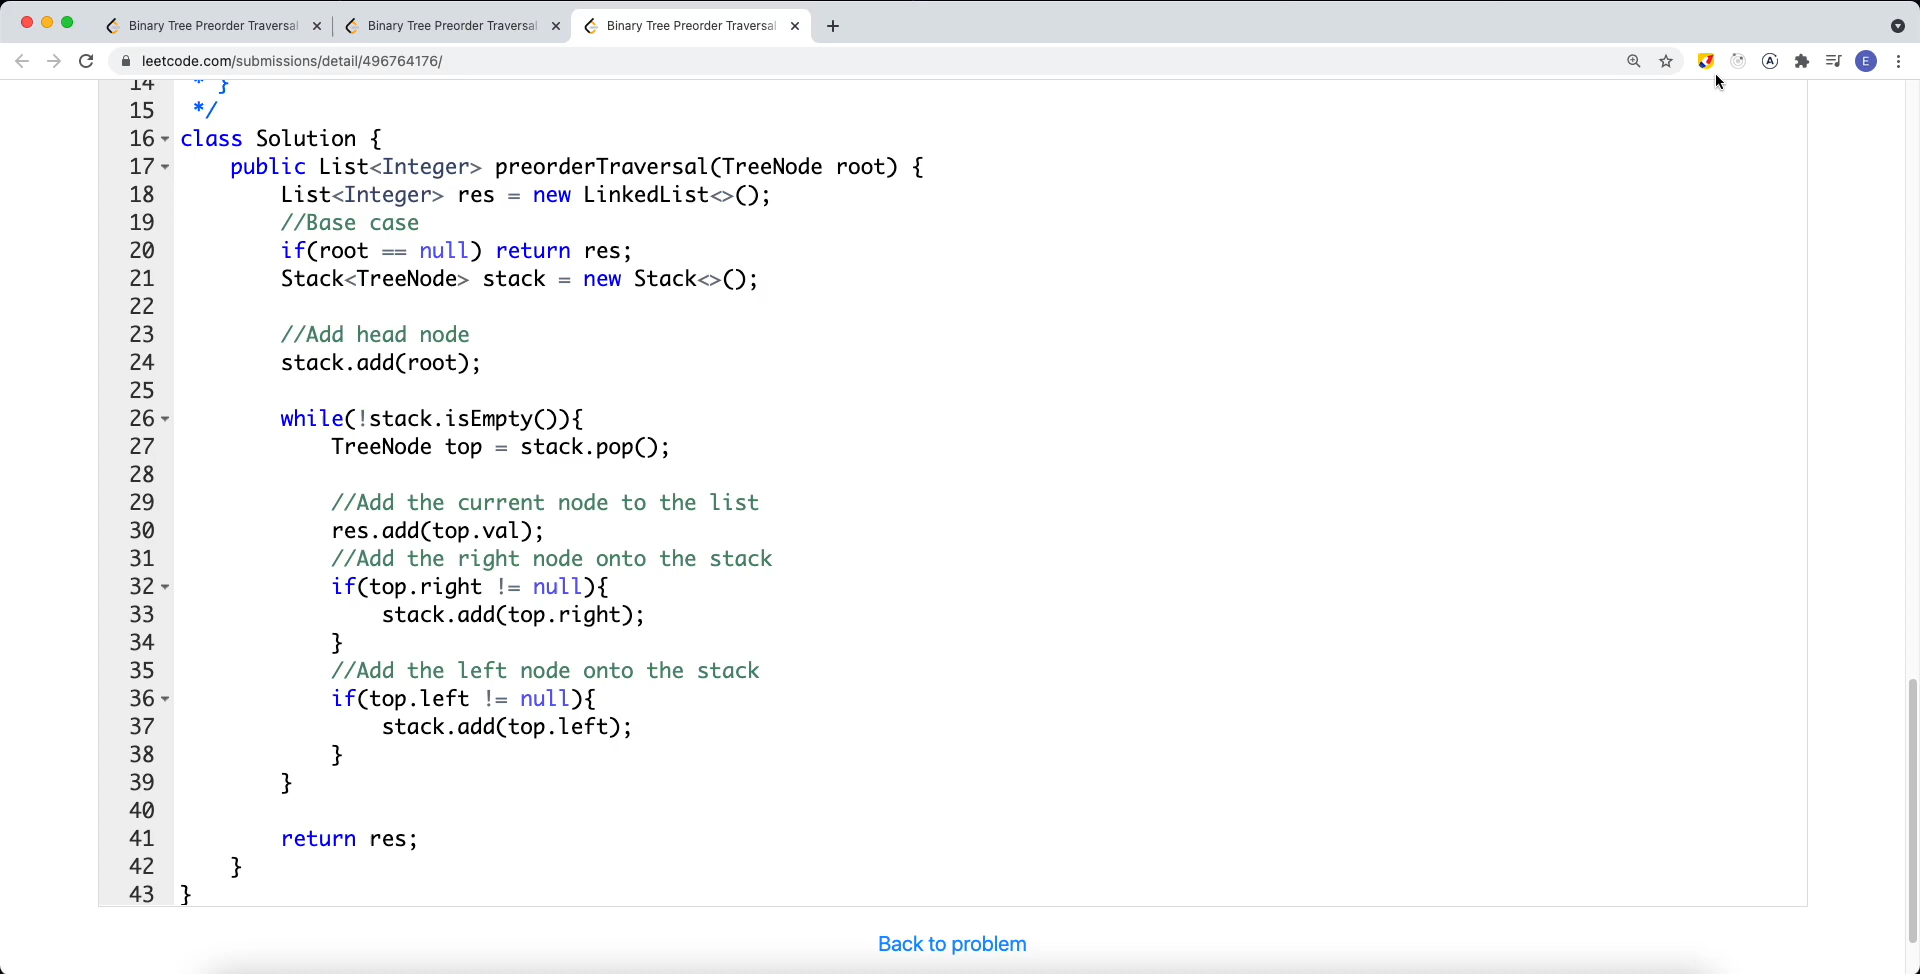 Binary Tree Preorder Traversal
Binary Tree Preorder Traversal
Binary Tree Preorder Traversal
leetcode.com/submissions/detail/496764176/
A
E
14 * }
15 */
16 class Solution {
17 public List<Integer> preorderTraversal(TreeNode root) {
18 List<Integer> res = new LinkedList<>();
19 //Base case
20 if(root == null) return res;
21 Stack<TreeNode> stack = new Stack<>();
22
23 //Add head node
24 stack.add(root);
25
26 while(!stack.isEmpty()){
27 TreeNode top = stack.pop();
28
29 //Add the current node to the list
30 res.add(top.val);
31 //Add the right node onto the stack
32 if(top.right != null){
33 stack.add(top.right);
34 }
35 //Add the left node onto the stack
36 if(top.left != null){
37 stack.add(top.left);
38 }
39 }
40
41 return res;
42 }
43 }
Back to problem